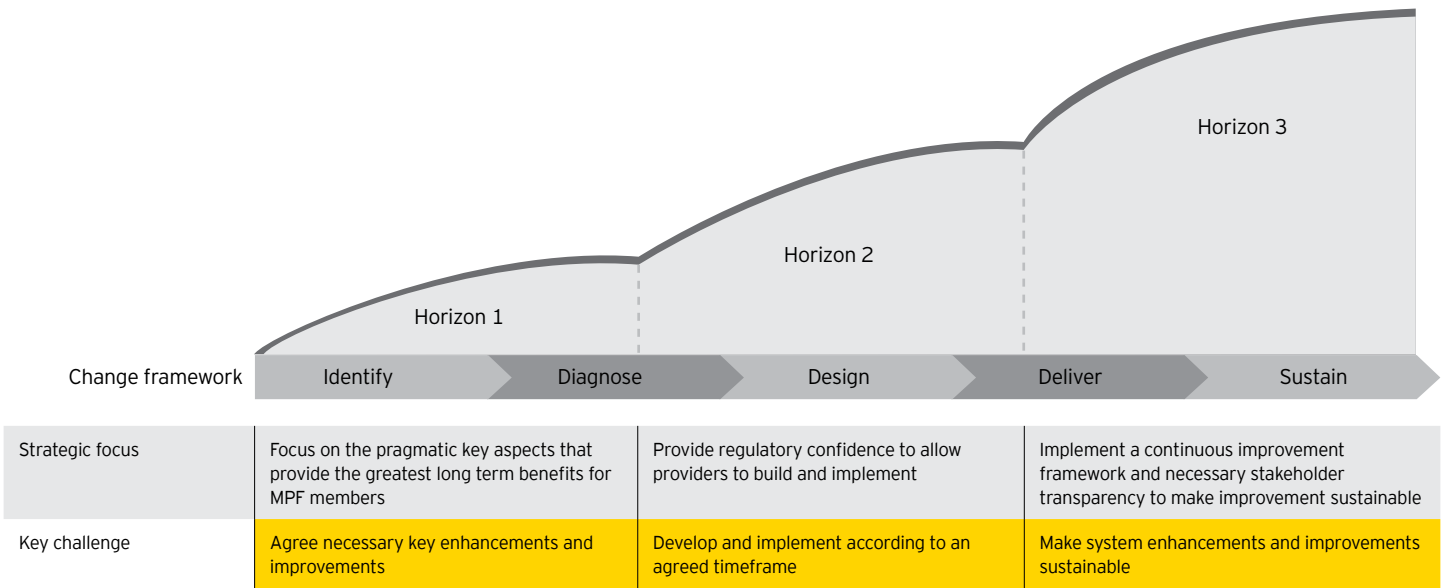 Horizon 3
Horizon 2
Horizon 1
Change framework
Identify
Diagnose
Design
Deliver
Sustain
Strategic focus
Focus on the pragmatic key aspects that
provide the greatest long term benefits for
MPF members
Provide regulatory confidence to allow
providers to build and implement
Implement a continuous improvement
framework and necessary stakeholder
transparency to make improvement sustainable
Key challenge
Agree necessary key enhancements and
improvements
Develop and implement according to an
agreed timeframe
Make system enhancements and improvements
sustainable